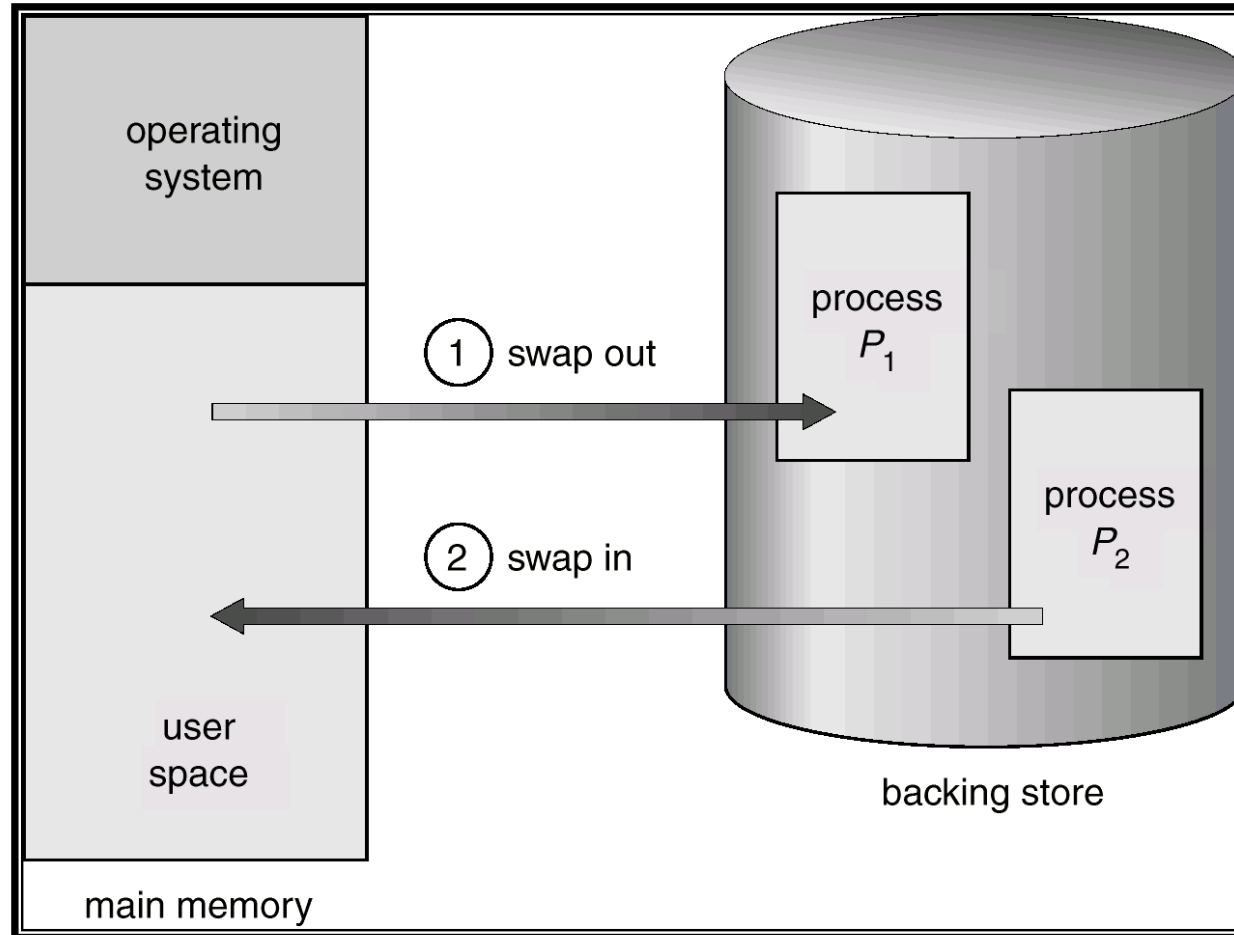 operating
system
1 swap out
process
P₁
2 swap in
process
P₂
user
space
backing store
main memory